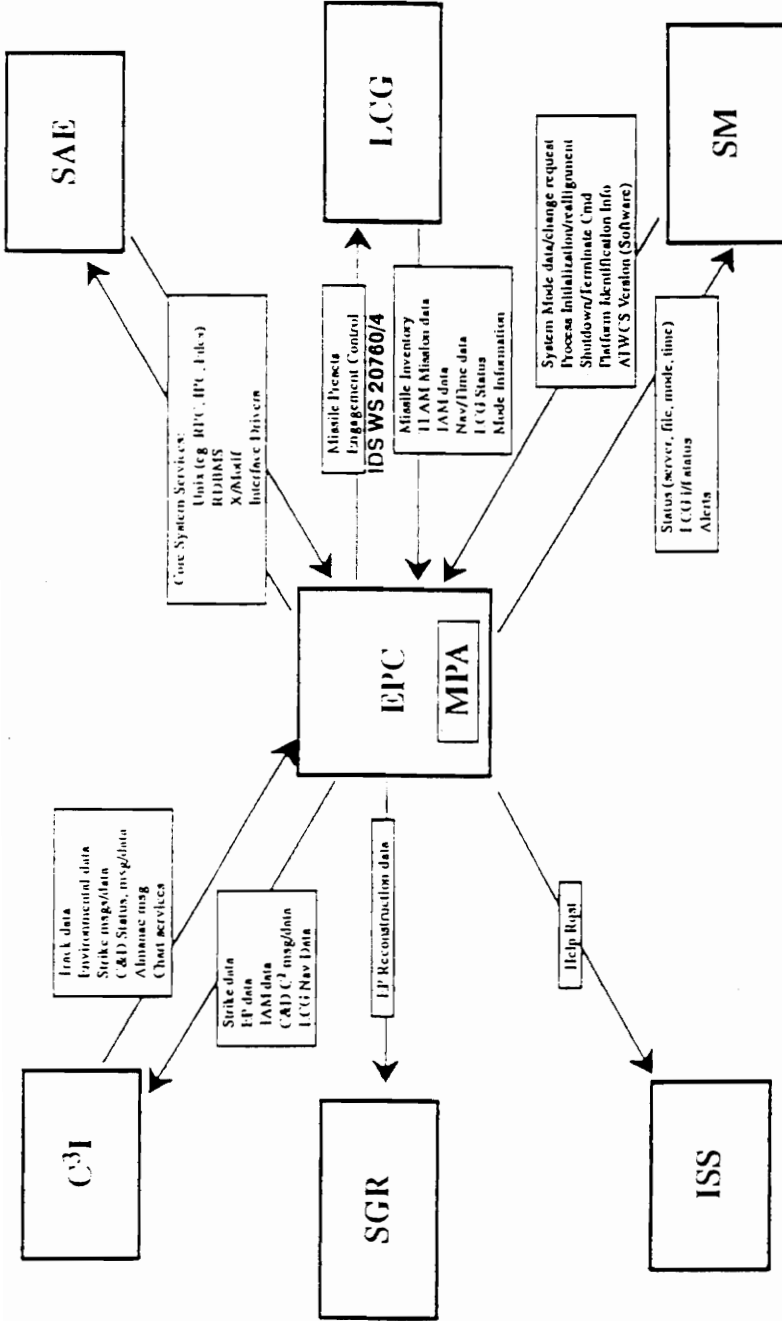 C³I
Track data
Environmental data
Strike msgs/data
C&D Status, msg/data
Almanac msg
Chart services
Strike data
EP data
IAM data
C&D C² msg/data
LCG Nav Data
SGR
EP Reconstruction data
ISS
Help Rqst
EPC
MPA
SAE
Core System Services:
Unix (eg. RPC, IPC, Files)
RDBMS
X/Motif
Interface Drivers
LCG
Missile Presets
Engagement Control
IDS WS 20760/4
Missile Inventory
TLAM Mission data
IAM data
Nav/Time data
LCG Status
Mode Information
SM
System Mode data/change request
Process Initialization/reallignment
Shutdown/Terminate Cmd
Platform Identification Info
ATWCS Version (Software)
Status (server, file, mode, time)
LCG i/f status
Alerts